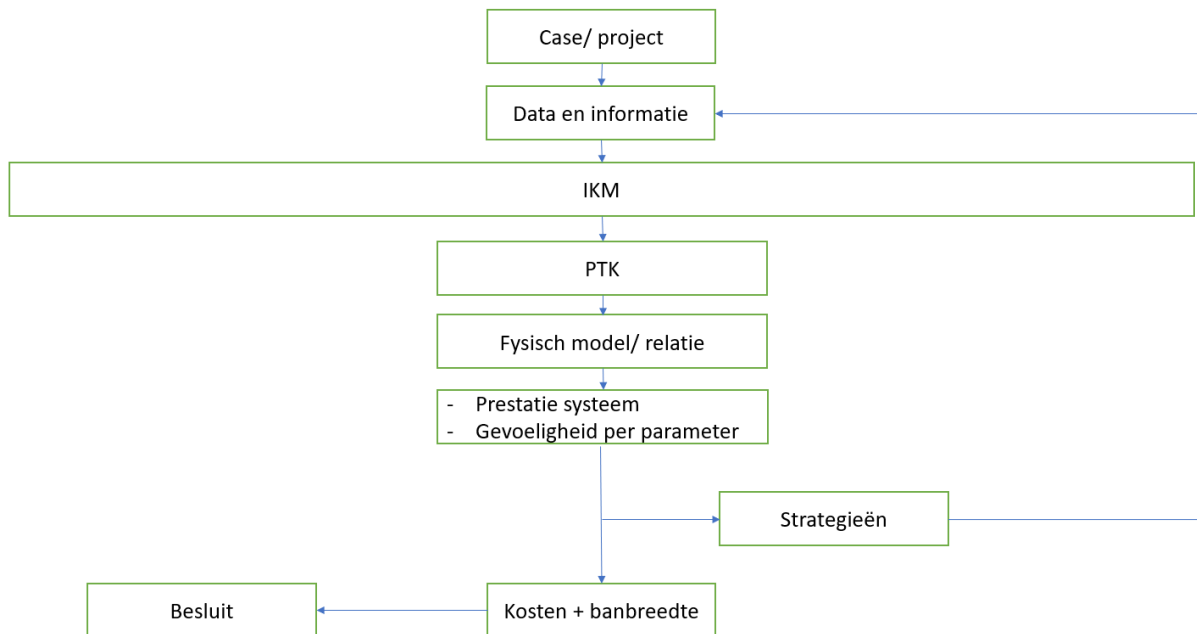 Case/ project
Data en informatie
IKM
PTK
Fysisch model/ relatie
- Prestatie systeem
- Gevoeligheid per parameter
Strategieën
Besluit
Kosten + banbreedte